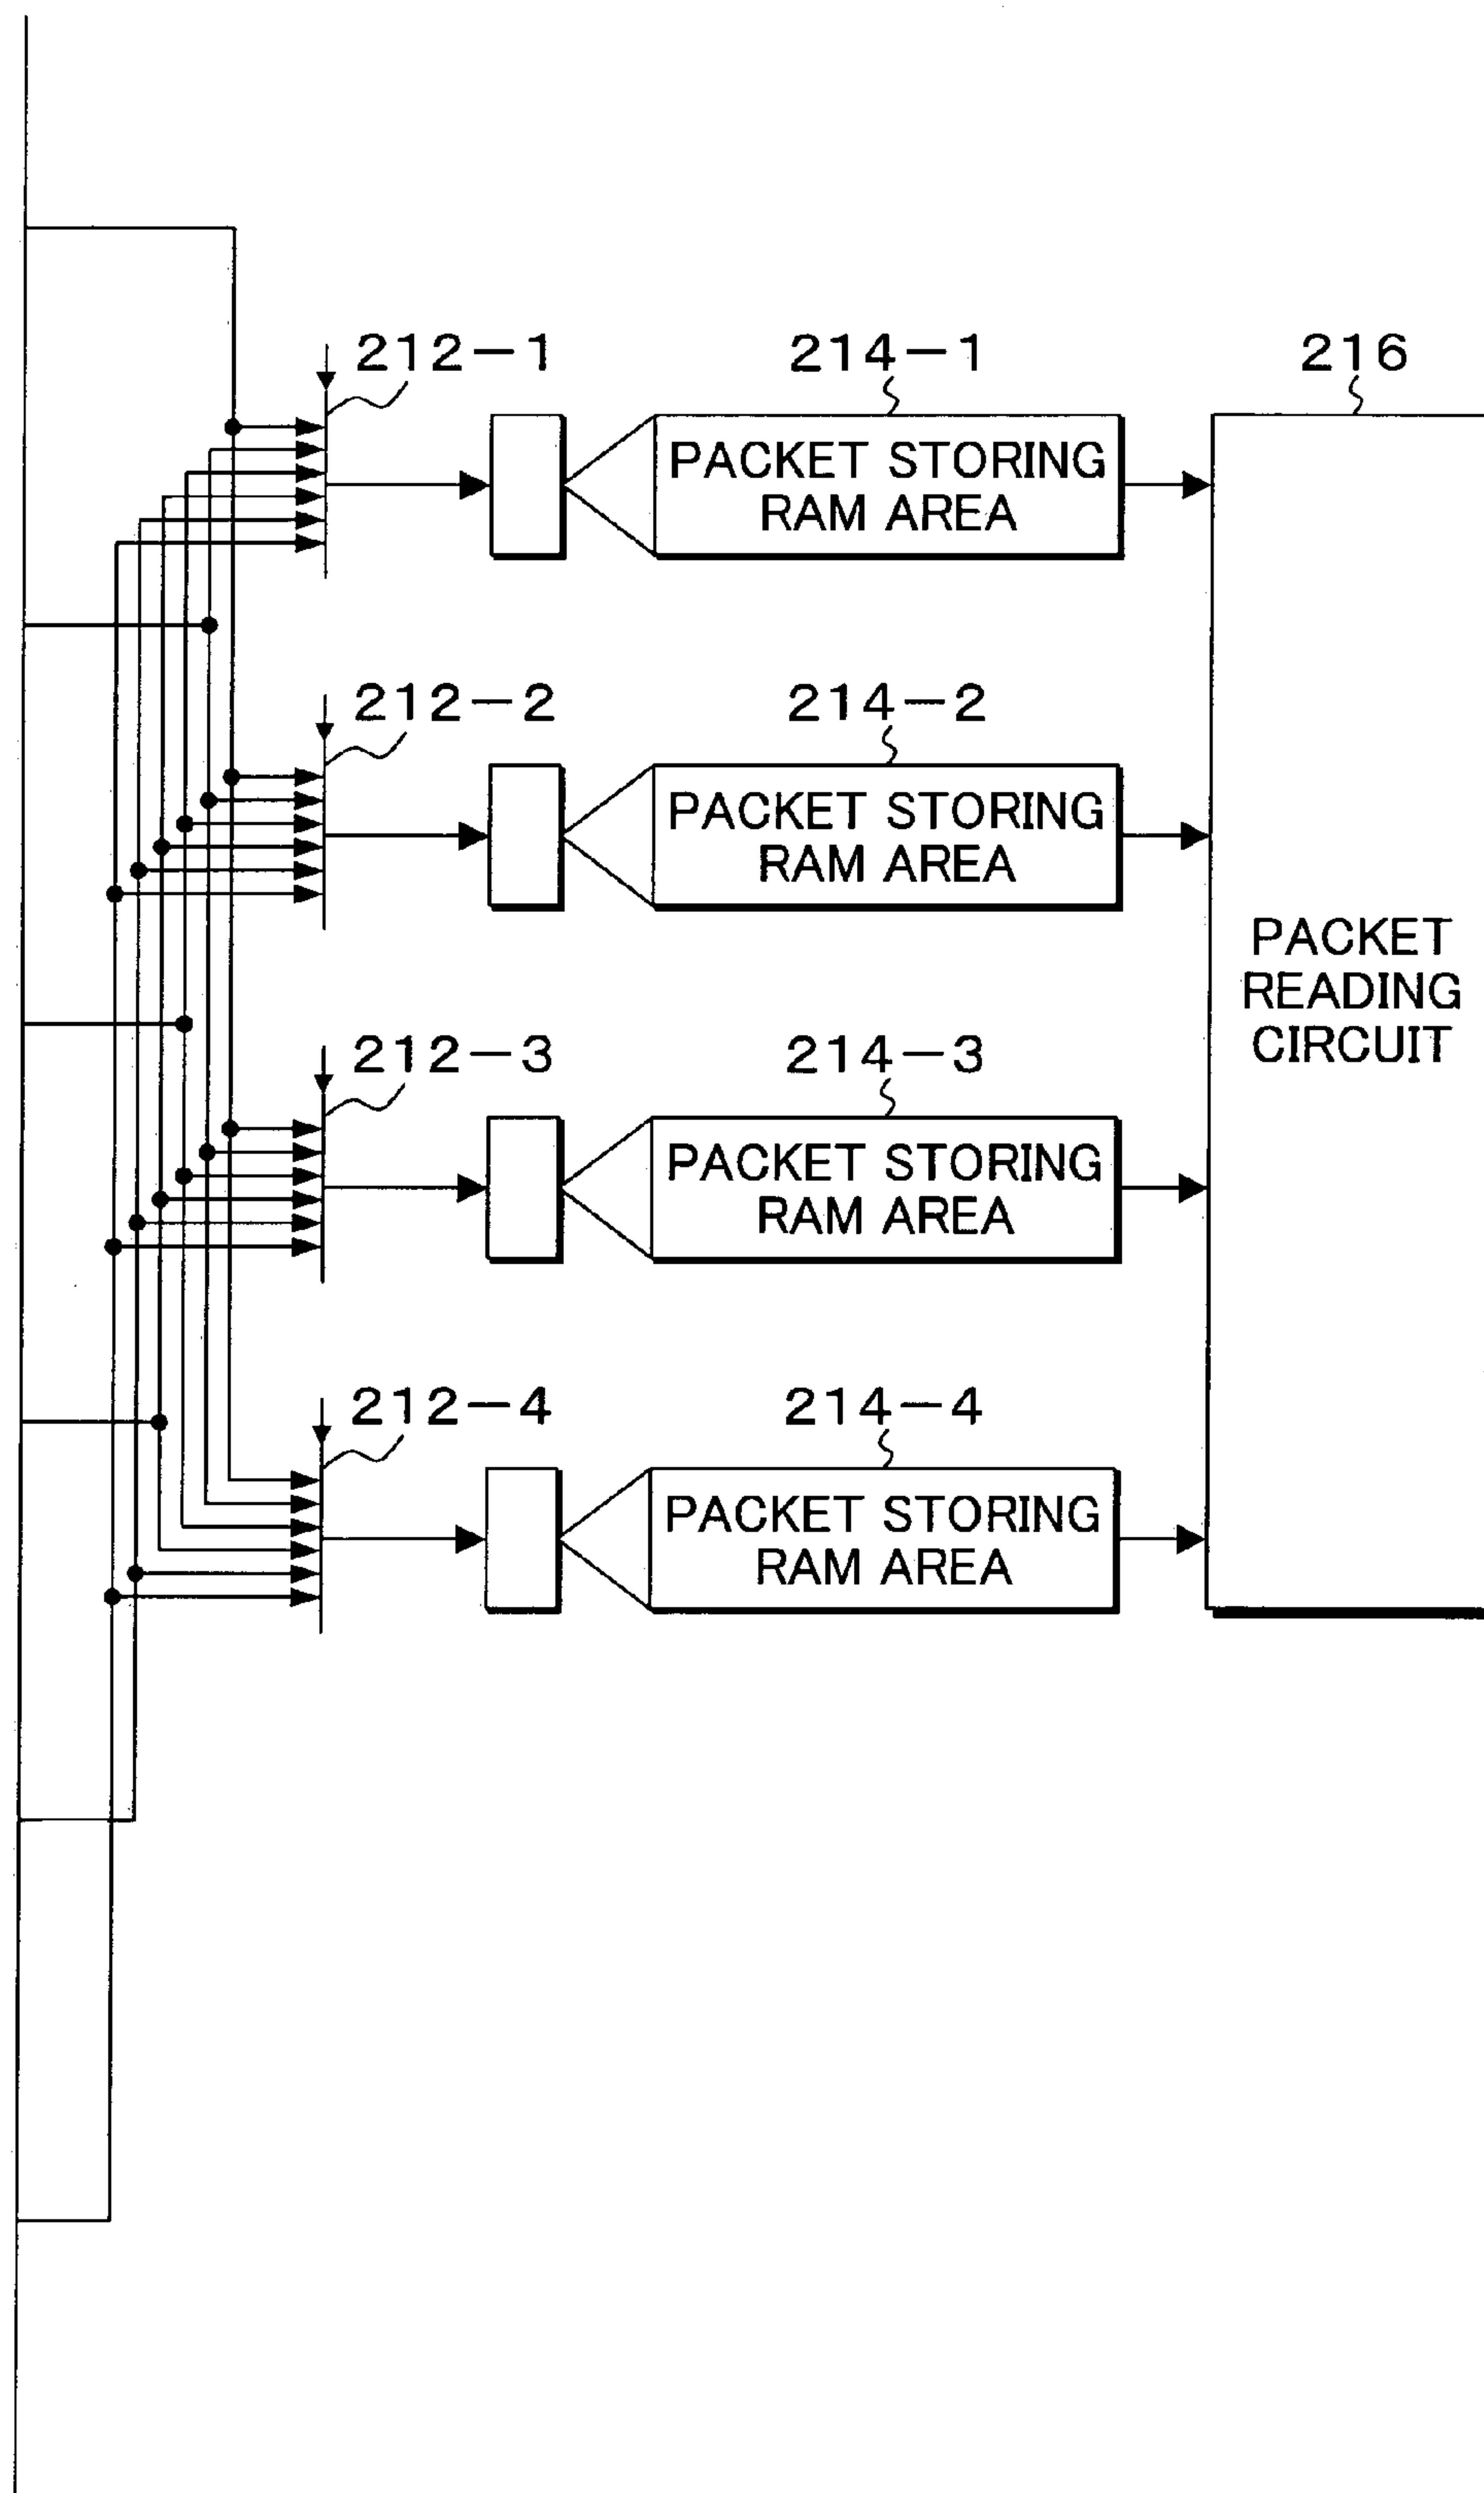 212-1
214-1
216
PACKET STORING
RAM AREA
212-2
214-2
PACKET STORING
RAM AREA
PACKET
READING
CIRCUIT
212-3
214-3
PACKET STORING
RAM AREA
212-4
214-4
PACKET STORING
RAM AREA